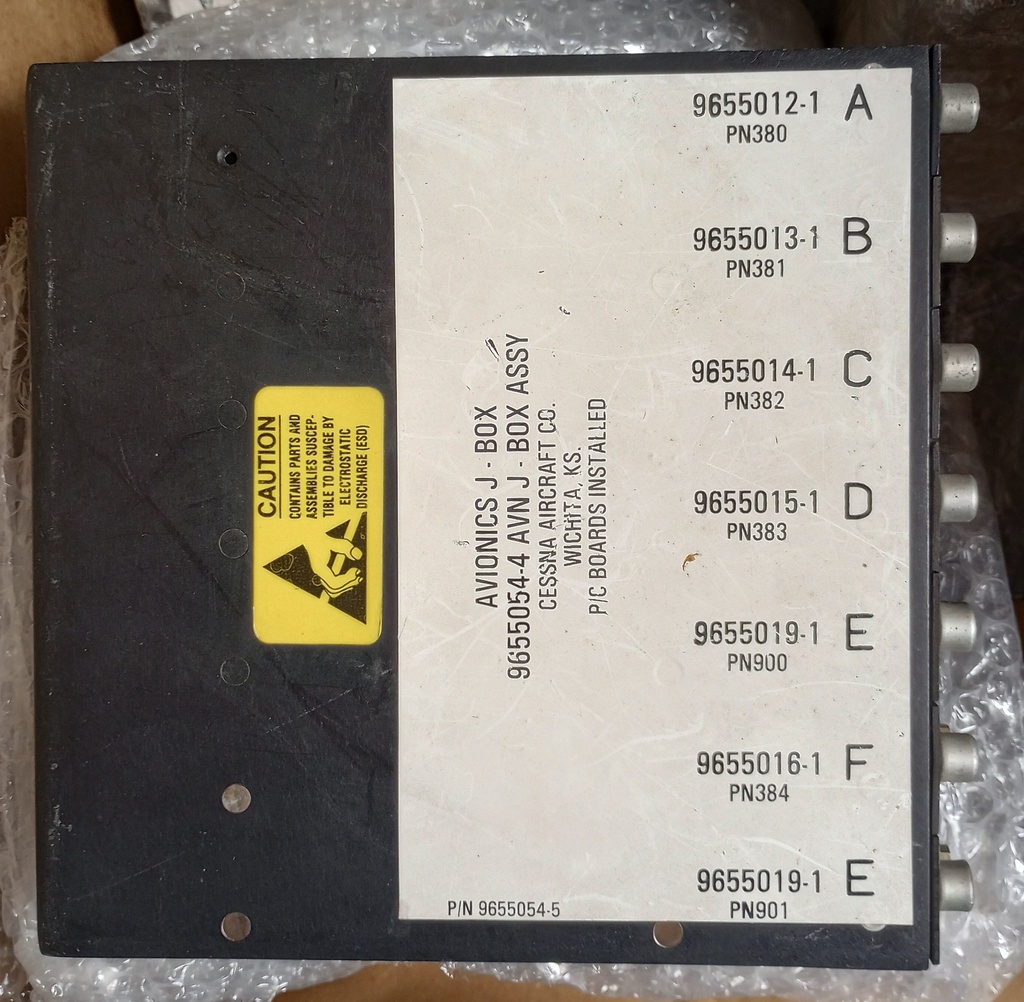 9655012-1 A
PN380
9655013-1 B
PN381
9655014-1 C
PN382
9655015-1 D
PN383
9655019-1 E
PN900
9655016-1 F
PN384
9655019-1 E
PN901
AVIONICS J - BOX
9655054-4 AVN J - BOX ASSY
CESSNA AIRCRAFT CO.
WICHITA, KS.
P/C BOARDS INSTALLED
P/N 9655054-5
CAUTION
CONTAINS PARTS AND
ASSEMBLIES SUSCEP-
TIBLE TO DAMAGE BY
ELECTROSTATIC
DISCHARGE (ESD)